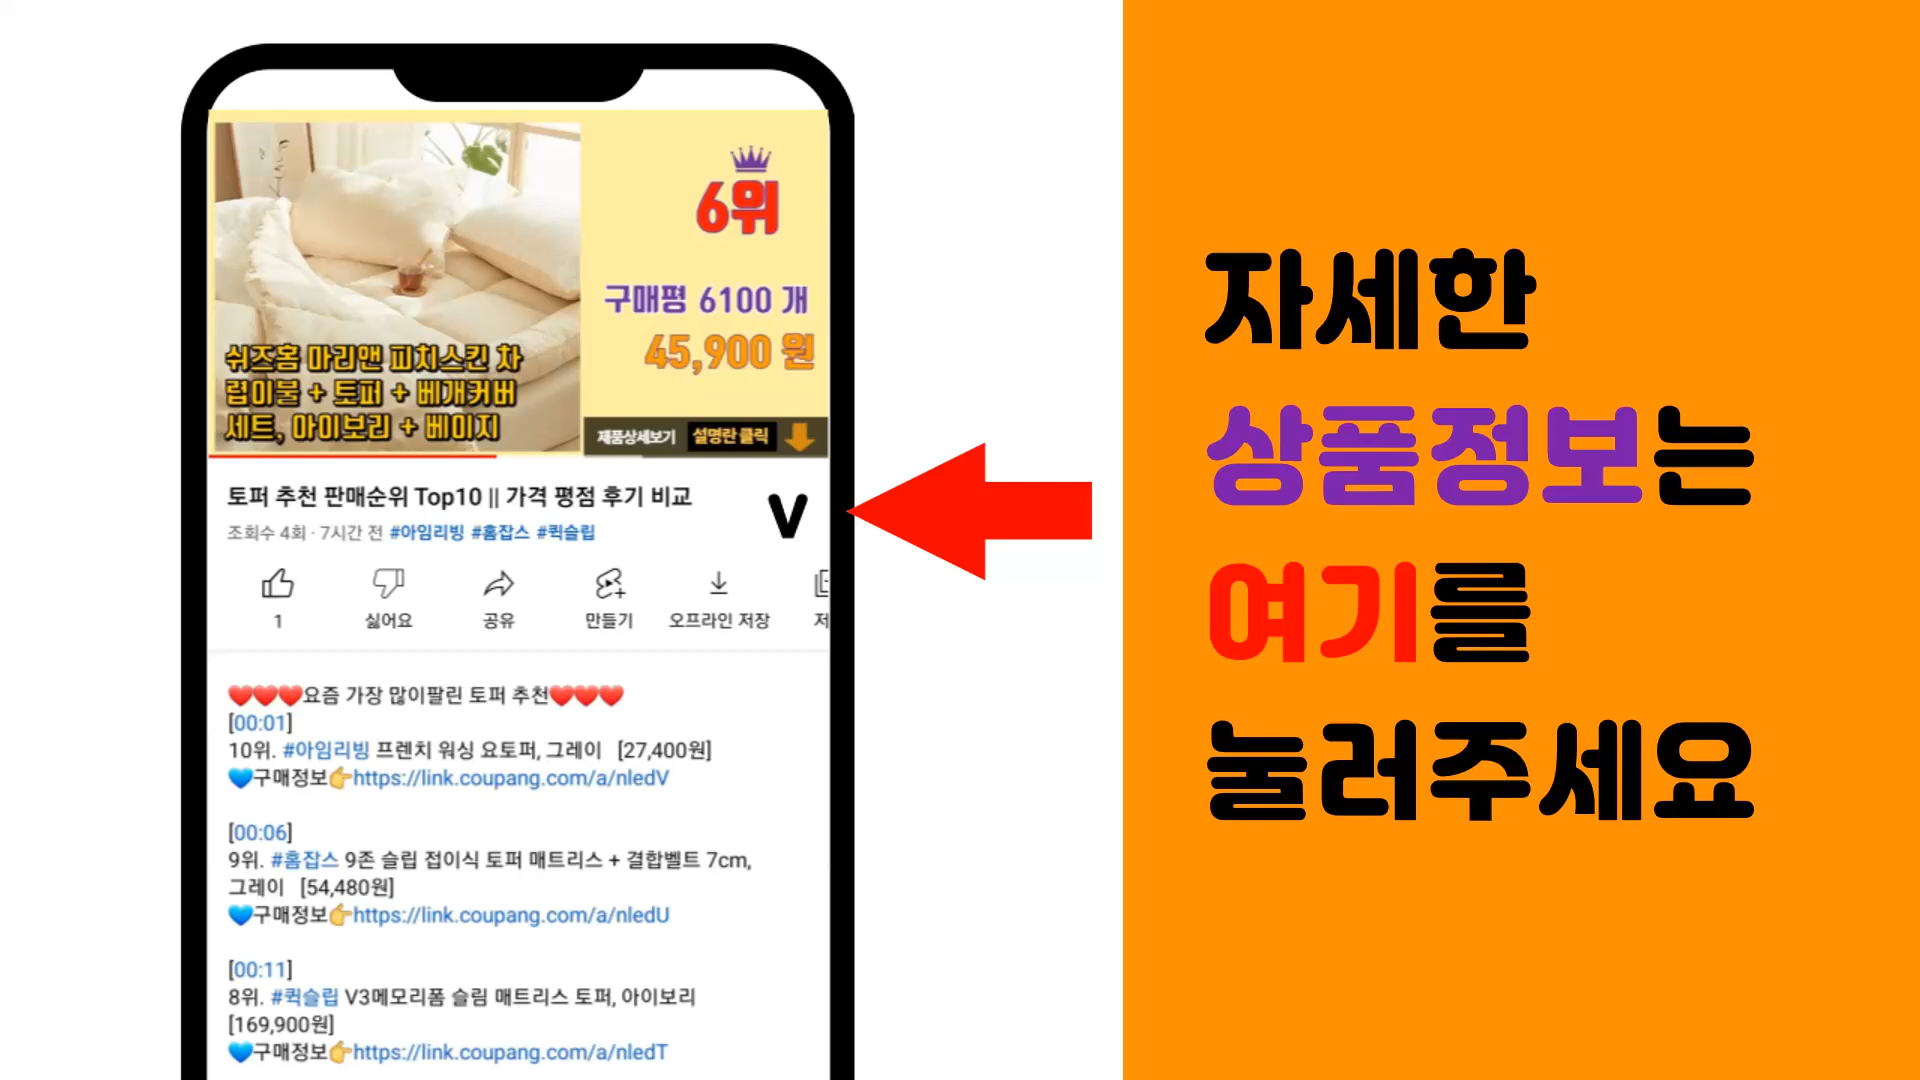 6위
구매평 6100 개
45,900 원
쉬즈홈 마리앤 피치스킨 차
렵이불 + 토퍼 + 베개커버
세트, 아이보리 + 베이지
제품상세보기 설명란 클릭
토퍼 추천 판매순위 Top10 || 가격 평점 후기 비교
V
조회수 4회 · 7시간 전 #아임리빙 #홈잡스 #퀵슬립
1 싫어요 공유 만들기 오프라인 저장 저
❤❤❤요즘 가장 많이팔린 토퍼 추천❤❤❤
[00:01]
10위. #아임리빙 프렌치 워싱 요토퍼, 그레이 [27,400원]
💙구매정보👉https://link.coupang.com/a/nledV
[00:06]
9위. #홈잡스 9존 슬립 접이식 토퍼 매트리스 + 결합벨트 7cm,
그레이 [54,480원]
💙구매정보👉https://link.coupang.com/a/nledU
[00:11]
8위. #퀵슬립 V3메모리폼 슬림 매트리스 토퍼, 아이보리
[169,900원]
💙구매정보👉https://link.coupang.com/a/nledT
자세한
상품정보는
여기를
눌러주세요